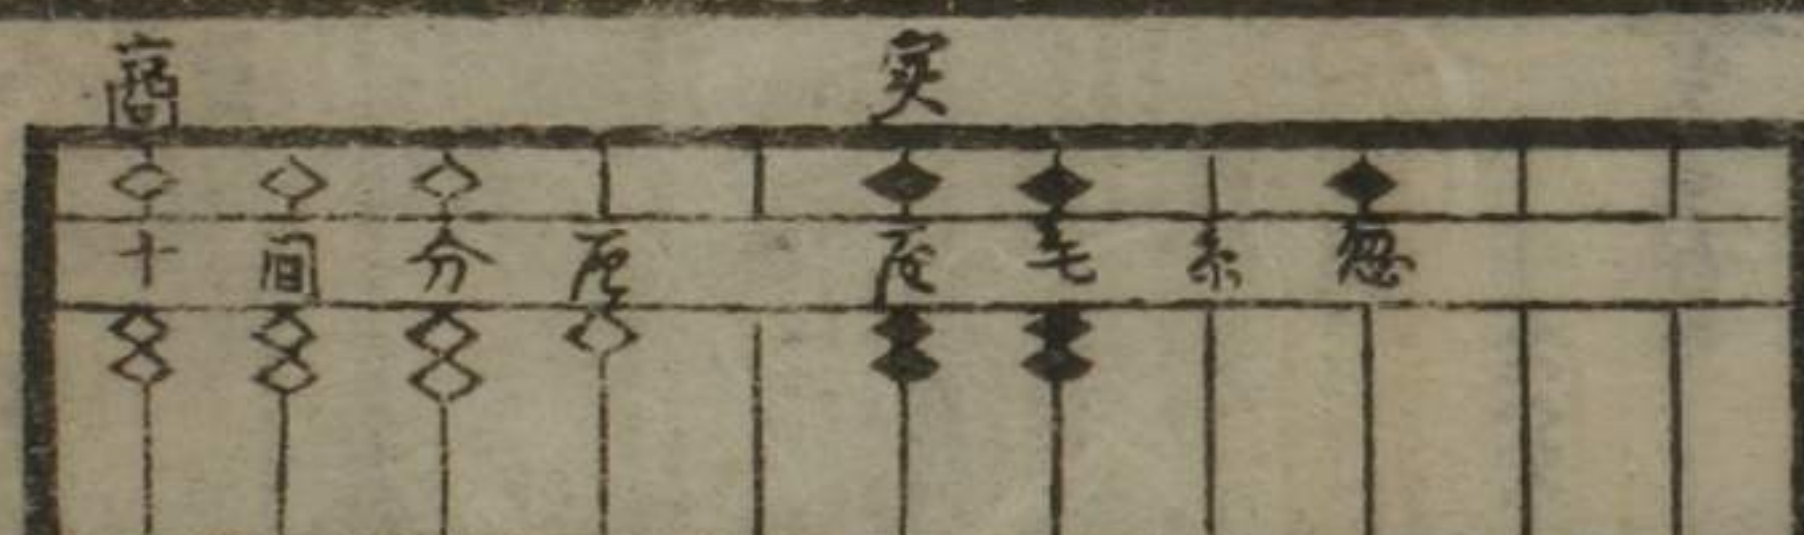 商 実
十 間 分 厘 厘 毛 糸 忽